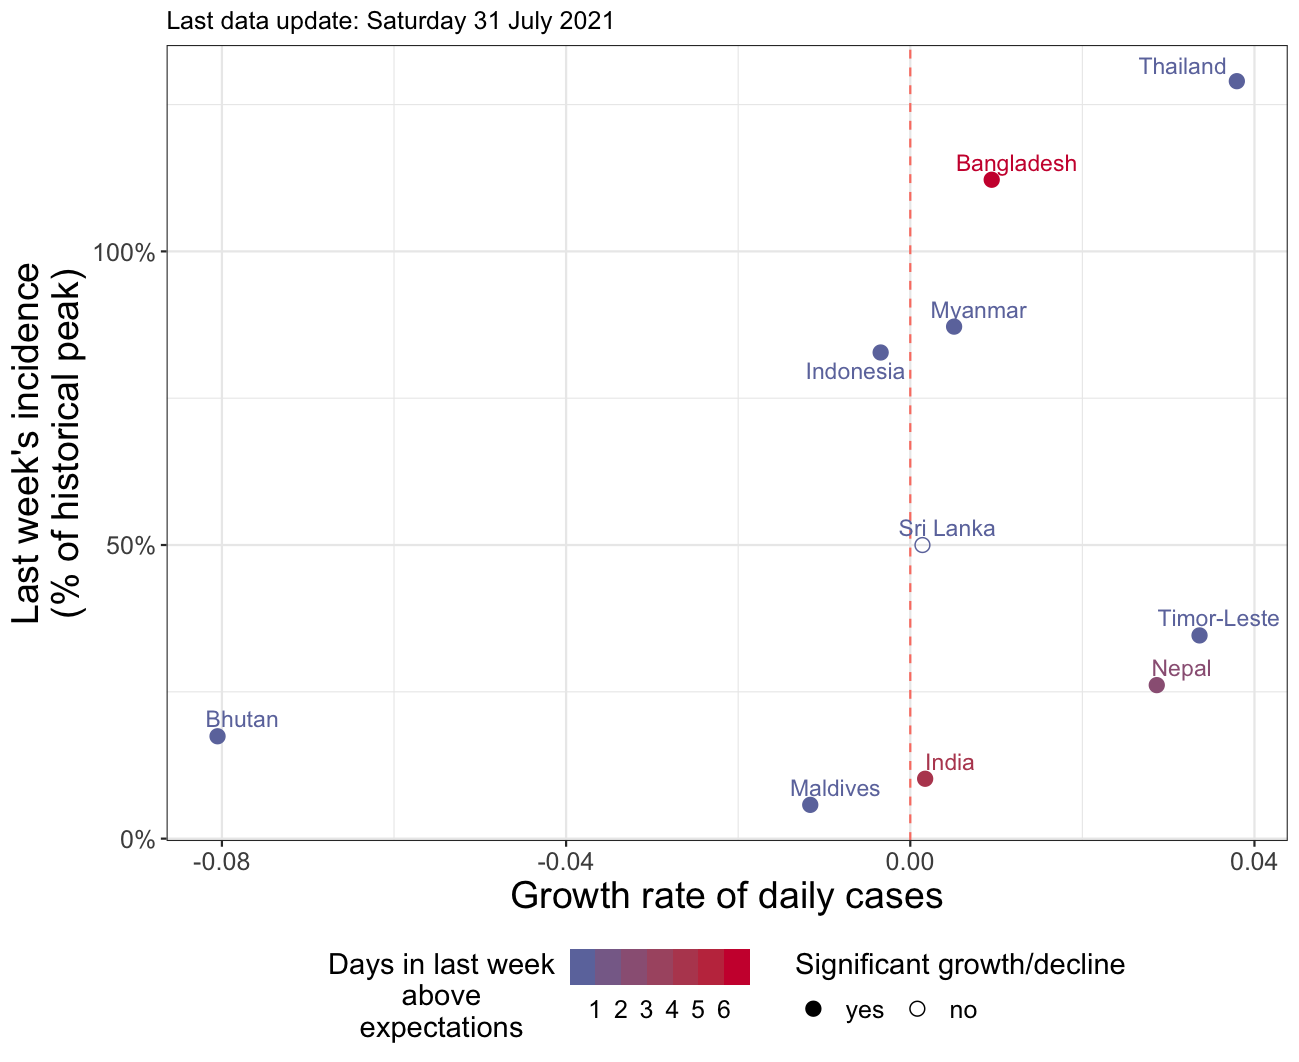 Last data update: Saturday 31 July 2021
Thailand
Bangladesh
100%
Myanmar
Indonesia
Last week's incidence
(% of historical peak)
Sri Lanka
50%
Timor-Leste
Nepal
Bhutan
India
Maldives
0%
-0.08 -0.04 0.00 0.04
Growth rate of daily cases
Days in last week
above
expectations
1 2 3 4 5 6
Significant growth/decline
yes no